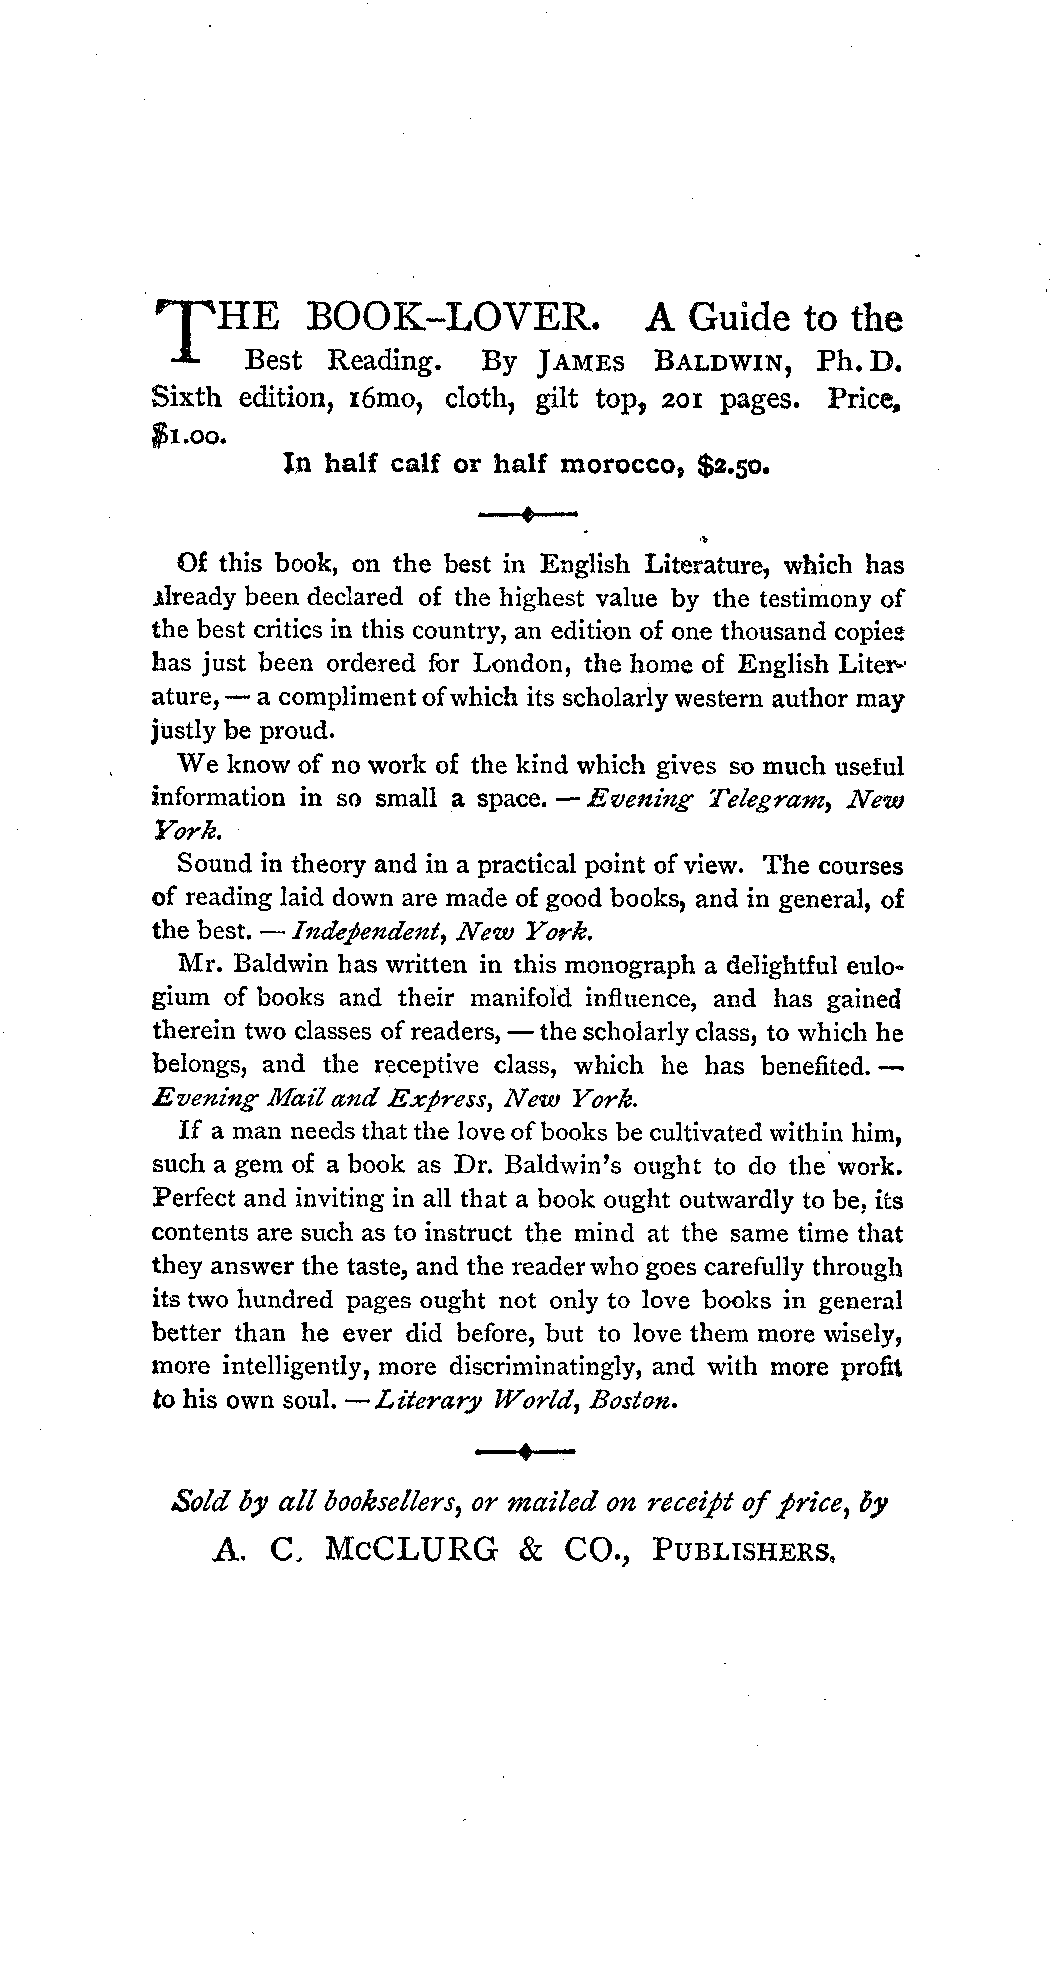 THE BOOK-LOVER. A Guide to the
Best Reading. By JAMES BALDWIN, Ph. D.
Sixth edition, 16mo, cloth, gilt top, 201 pages. Price,
$1.00.
In half calf or half morocco, $2.50.
Of this book, on the best in English Literature, which has
already been declared of the highest value by the testimony of
the best critics in this country, an edition of one thousand copies
has just been ordered for London, the home of English Liter-
ature, — a compliment of which its scholarly western author may
justly be proud.
We know of no work of the kind which gives so much useful
information in so small a space. — Evening Telegram, New
York.
Sound in theory and in a practical point of view. The courses
of reading laid down are made of good books, and in general, of
the best. — Independent, New York.
Mr. Baldwin has written in this monograph a delightful eulo-
gium of books and their manifold influence, and has gained
therein two classes of readers, — the scholarly class, to which he
belongs, and the receptive class, which he has benefited. —
Evening Mail and Express, New York.
If a man needs that the love of books be cultivated within him,
such a gem of a book as Dr. Baldwin's ought to do the work.
Perfect and inviting in all that a book ought outwardly to be, its
contents are such as to instruct the mind at the same time that
they answer the taste, and the reader who goes carefully through
its two hundred pages ought not only to love books in general
better than he ever did before, but to love them more wisely,
more intelligently, more discriminatingly, and with more profit
to his own soul. — Literary World, Boston.
Sold by all booksellers, or mailed on receipt of price, by
A. C. McCLURG & CO., PUBLISHERS,